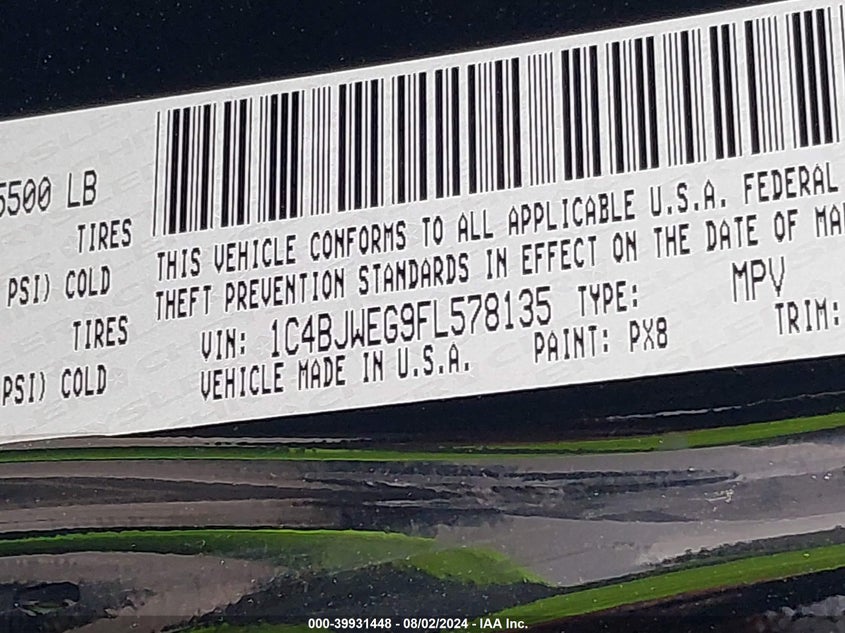 5500 LB
TIRES
PSI) COLD
TIRES
PSI) COLD
THIS VEHICLE CONFORMS TO ALL APPLICABLE U.S.A. FEDERAL
THEFT PREVENTION STANDARDS IN EFFECT ON THE DATE OF MA
VIN: 1C4BJWEG9FL578135 TYPE: MPV
VEHICLE MADE IN U.S.A. PAINT: PX8 TRIM:
000-39931448 - 08/02/2024 - IAA Inc.